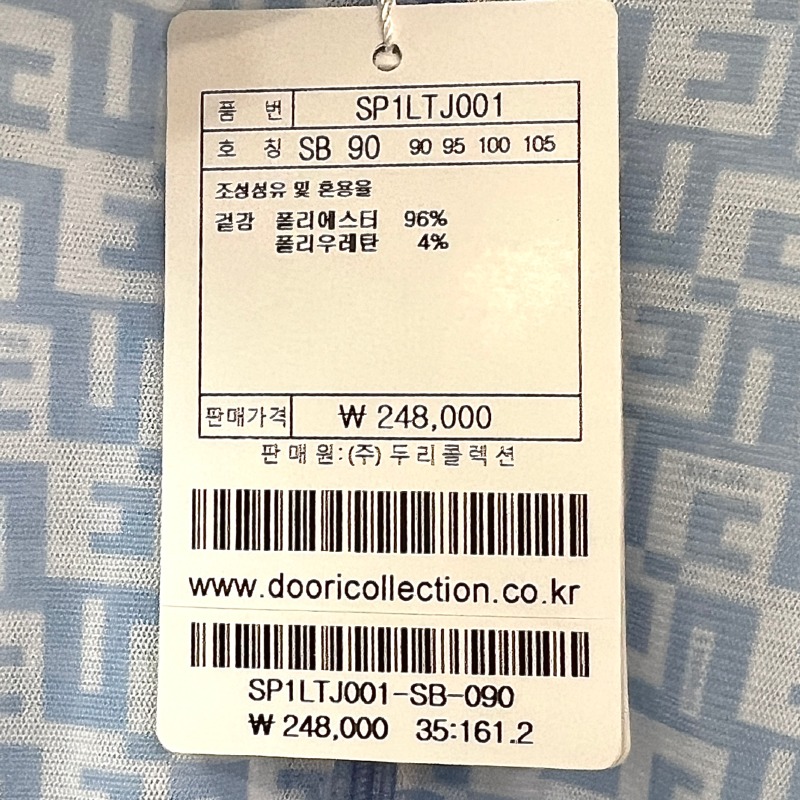 품 번 SP1LTJ001
호 칭 SB 90 90 95 100 105
조성섬유 및 혼용율
겉감 폴리에스터 96%
폴리우레탄 4%
판매가격 ₩ 248,000
판 매 원:(주) 두 리 콜 렉 션
www.dooricollection.co.kr
SP1LTJ001-SB-090
₩ 248,000 35:161.2